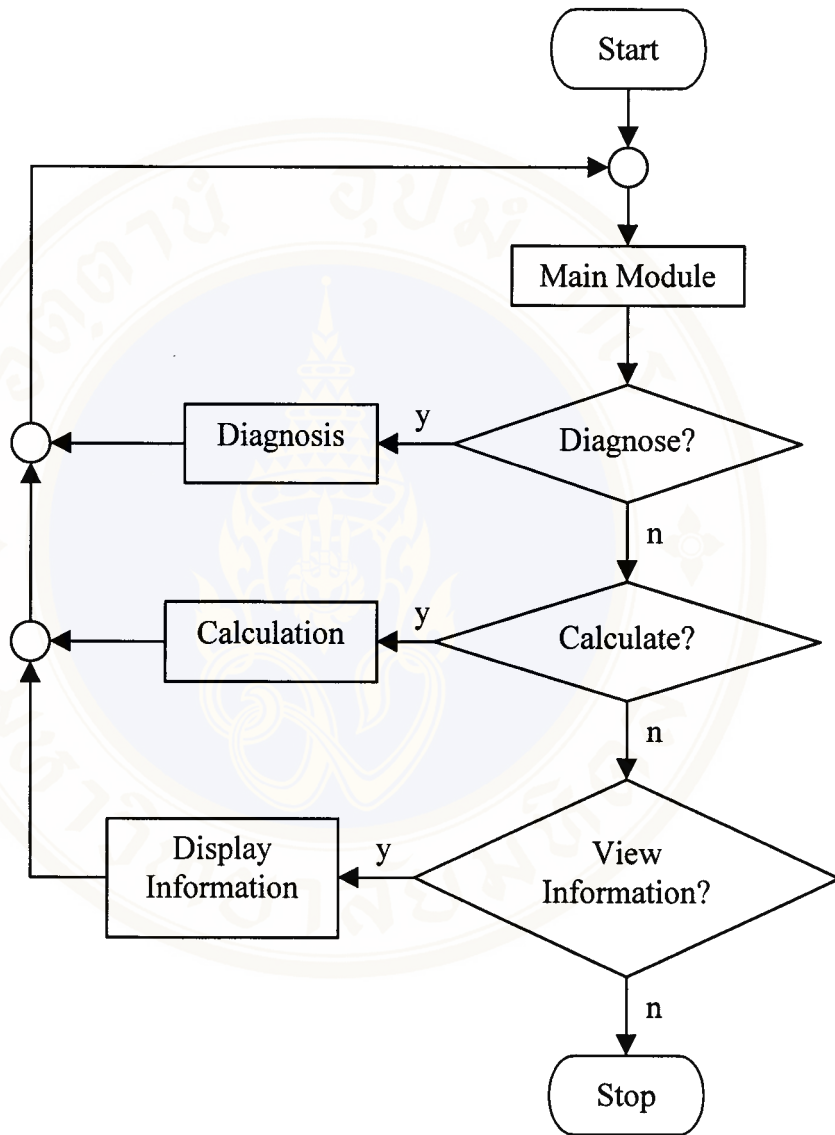 Start
Main Module
Diagnosis
y
Diagnose?
n
Calculation
y
Calculate?
n
Display
Information
y
View
Information?
n
Stop